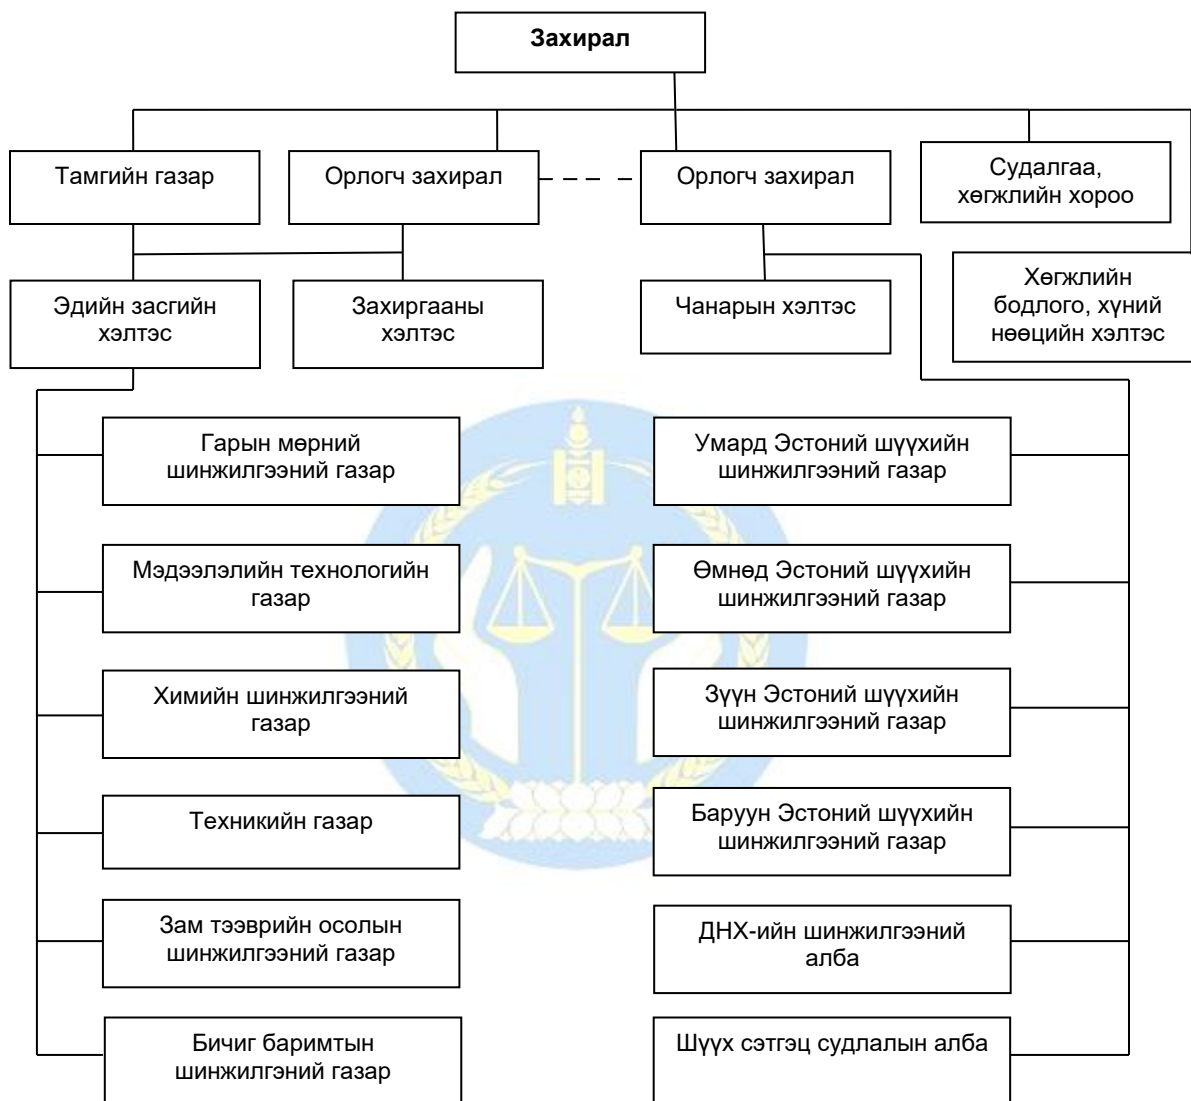 Захирал
Тамгийн газар
Орлогч захирал
Орлогч захирал
Судалгаа,
хөгжлийн хороо
Эдийн засгийн
хэлтэс
Захиргааны
хэлтэс
Чанарын хэлтэс
Хөгжлийн
бодлого, хүний
нөөцийн хэлтэс
Гарын мөрний
шинжилгээний газар
Умард Эстоний шүүхийн
шинжилгээний газар
Мэдээлэлийн технологийн
газар
Өмнөд Эстоний шүүхийн
шинжилгээний газар
Химийн шинжилгээний
газар
Зүүн Эстоний шүүхийн
шинжилгээний газар
Техникийн газар
Баруун Эстоний шүүхийн
шинжилгээний газар
Зам тээврийн осолын
шинжилгээний газар
ДНХ-ийн шинжилгээний
алба
Бичиг баримтын
шинжилгэний газар
Шүүх сэтгэц судлалын алба